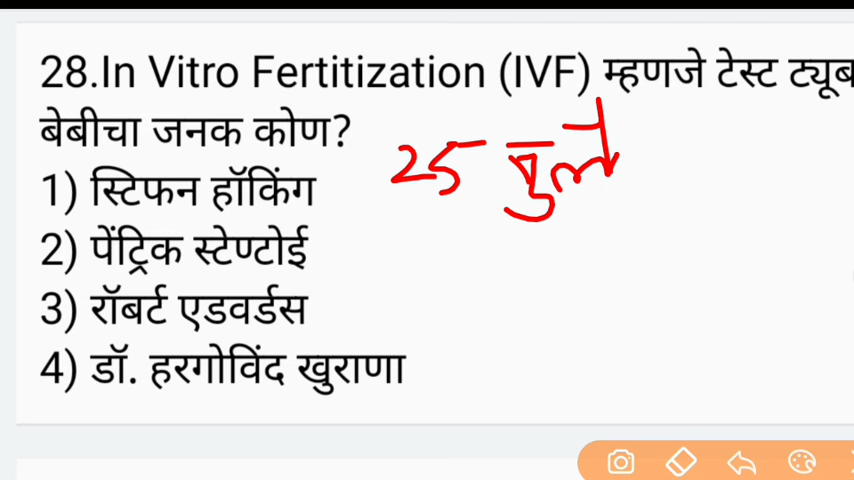 28.In Vitro Fertitization (IVF) म्हणजे टेस्ट ट्यूब
बेबीचा जनक कोण?
25
1) स्टिफन हॉकिंग
2) पेंट्रिक स्टेण्टोई
3) रॉबर्ट एडवर्डस
4) डॉ. हरगोविंद खुराणा